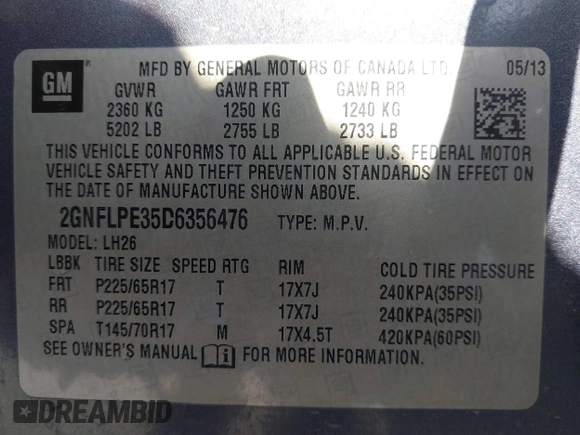 GM ®
MFD BY GENERAL MOTORS OF CANADA LTD. 05/13
GVWR GAWR FRT GAWR RR
2360 KG 1250 KG 1240 KG
5202 LB 2755 LB 2733 LB
THIS VEHICLE CONFORMS TO ALL APPLICABLE U.S. FEDERAL MOTOR
VEHICLE SAFETY AND THEFT PREVENTION STANDARDS IN EFFECT ON
THE DATE OF MANUFACTURE SHOWN ABOVE.
2GNFLPE35D6356476 TYPE: M.P.V.
MODEL: LH26
LBBK TIRE SIZE SPEED RTG RIM COLD TIRE PRESSURE
FRT P225/65R17 T 17X7J 240KPA(35PSI)
RR P225/65R17 T 17X7J 240KPA(35PSI)
SPA T145/70R17 M 17X4.5T 420KPA(60PSI)
SEE OWNER'S MANUAL i FOR MORE INFORMATION.
DREAMBID